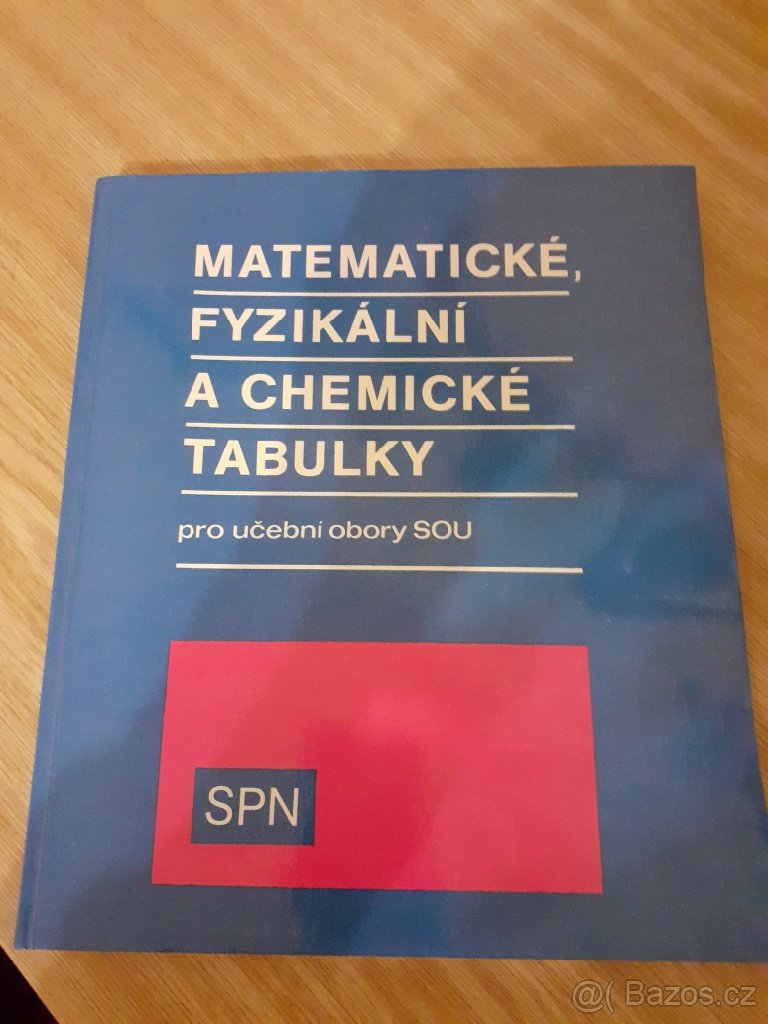 MATEMATICKÉ,
FYZIKÁLNÍ
A CHEMICKÉ
TABULKY
pro učební obory SOU
SPN
@( Bazos.cz